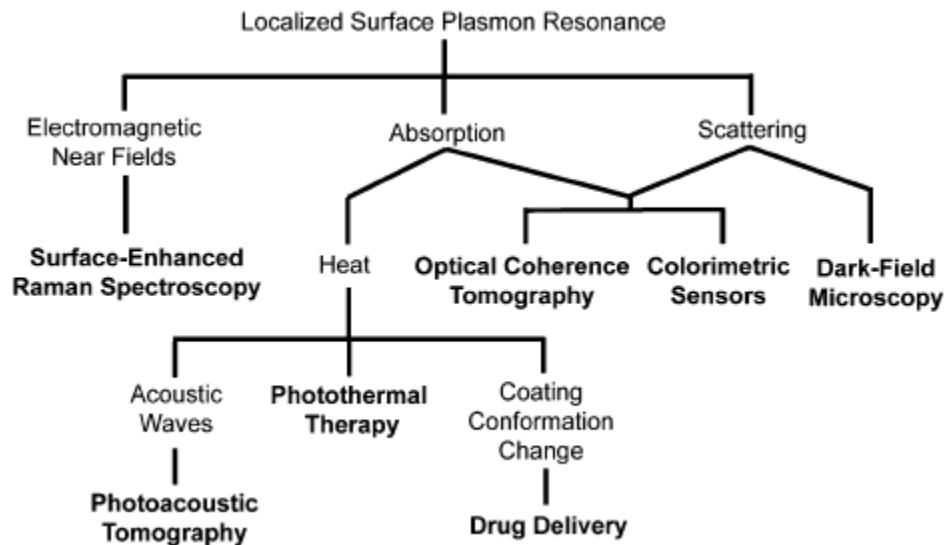 Localized Surface Plasmon Resonance
Electromagnetic
Near Fields
Absorption
Scattering
Surface-Enhanced
Raman Spectroscopy
Heat
Optical Coherence
Tomography
Colorimetric
Sensors
Dark-Field
Microscopy
Acoustic
Waves
Photothermal
Therapy
Coating
Conformation
Change
Photoacoustic
Tomography
Drug Delivery